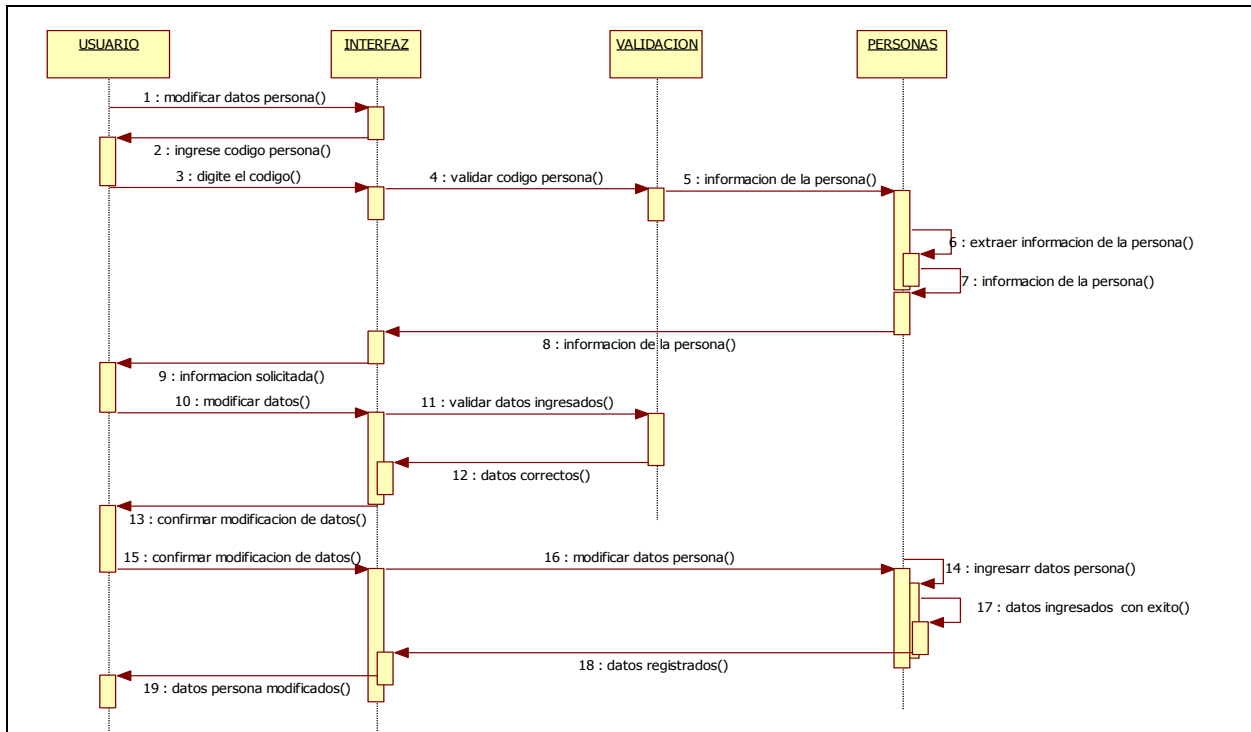 USUARIO
INTERFAZ
VALIDACION
PERSONAS
1 : modificar datos persona()
2 : ingrese codigo persona()
3 : digite el codigo()
4 : validar codigo persona()
5 : informacion de la persona()
6 : extraer informacion de la persona()
7 : informacion de la persona()
8 : informacion de la persona()
9 : informacion solicitada()
10 : modificar datos()
11 : validar datos ingresados()
12 : datos correctos()
13 : confirmar modificacion de datos()
15 : confirmar modificacion de datos()
16 : modificar datos persona()
14 : ingresarr datos persona()
17 : datos ingresados con exito()
18 : datos registrados()
19 : datos persona modificados()